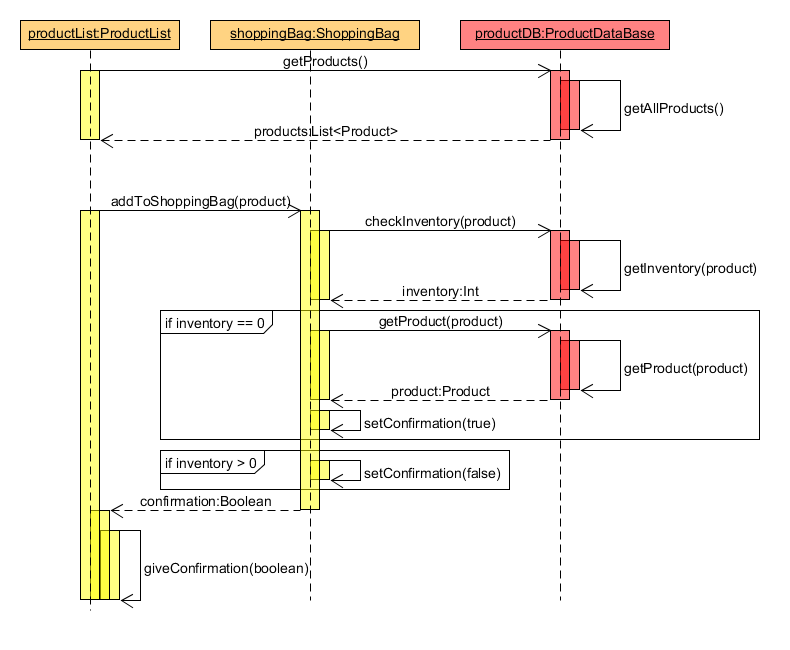 productList:ProductList
shoppingBag:ShoppingBag
productDB:ProductDataBase
getProducts()
getAllProducts()
products:List<Product>
addToShoppingBag(product)
checkInventory(product)
getInventory(product)
inventory:Int
if inventory == 0
getProduct(product)
getProduct(product)
product:Product
setConfirmation(true)
if inventory > 0
setConfirmation(false)
confirmation:Boolean
giveConfirmation(boolean)